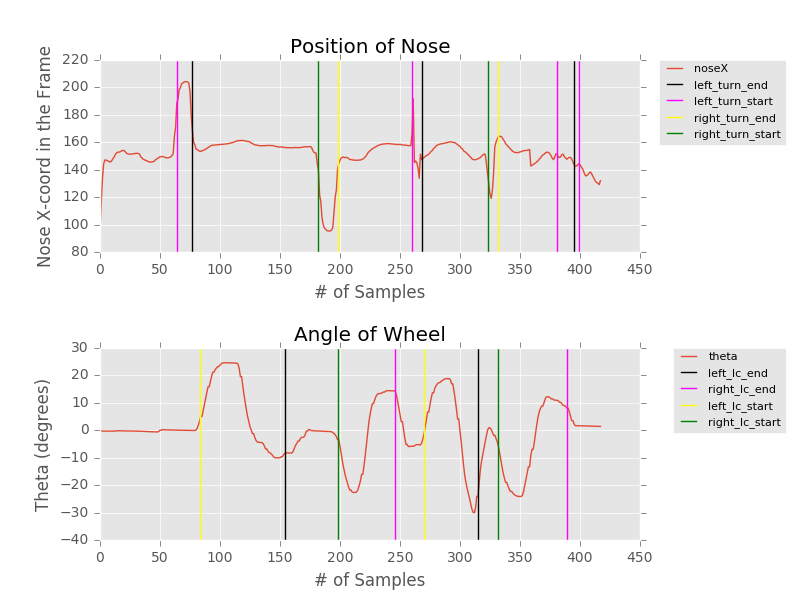 Position of Nose
220
200
180
160
140
120
100
80
Nose X-coord in the Frame
0 50 100 150 200 250 300 350 400 450
# of Samples
noseX
left_turn_end
left_turn_start
right_turn_end
right_turn_start
Angle of Wheel
30
20
10
0
−10
−20
−30
−40
Theta (degrees)
0 50 100 150 200 250 300 350 400 450
# of Samples
theta
left_lc_end
right_lc_end
left_lc_start
right_lc_start